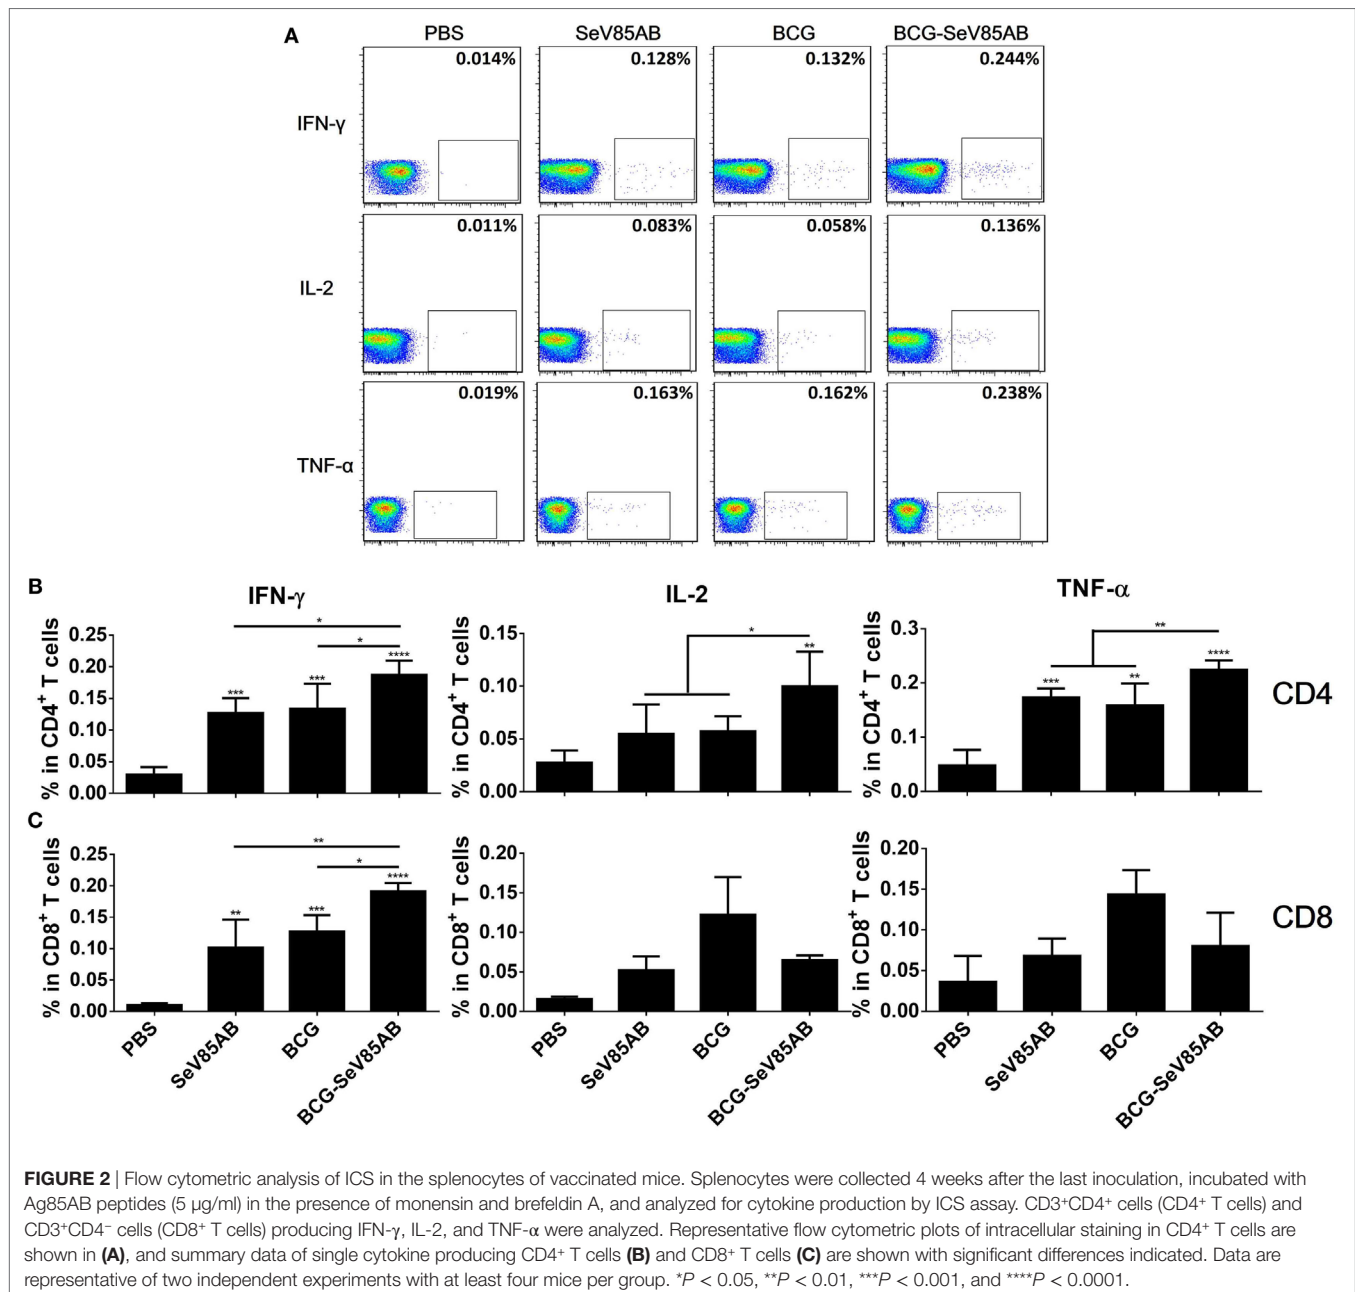 A
PBS SeV85AB BCG BCG-SeV85AB
IFN-γ
0.014% 0.128% 0.132% 0.244%
IL-2
0.011% 0.083% 0.058% 0.136%
TNF-α
0.019% 0.163% 0.162% 0.238%
B
IFN-γ
% in CD4⁺ T cells
0.25
0.20
0.15
0.10
0.05
0.00
*
*
*** *** ****
IL-2
% in CD4⁺ T cells
0.15
0.10
0.05
0.00
*
**
TNF-α
% in CD4⁺ T cells
0.3
0.2
0.1
0.0
**
*** ** ****
CD4
C
% in CD8⁺ T cells
0.25
0.20
0.15
0.10
0.05
0.00
**
*
** *** ****
PBS
SeV85AB
BCG
BCG-SeV85AB
% in CD8⁺ T cells
0.20
0.15
0.10
0.05
0.00
PBS
SeV85AB
BCG
BCG-SeV85AB
% in CD8⁺ T cells
0.20
0.15
0.10
0.05
0.00
PBS
SeV85AB
BCG
BCG-SeV85AB
CD8
FIGURE 2 | Flow cytometric analysis of ICS in the splenocytes of vaccinated mice. Splenocytes were collected 4 weeks after the last inoculation, incubated with
Ag85AB peptides (5 µg/ml) in the presence of monensin and brefeldin A, and analyzed for cytokine production by ICS assay. CD3⁺CD4⁺ cells (CD4⁺ T cells) and
CD3⁺CD4⁻ cells (CD8⁺ T cells) producing IFN-γ, IL-2, and TNF-α were analyzed. Representative flow cytometric plots of intracellular staining in CD4⁺ T cells are
shown in (A), and summary data of single cytokine producing CD4⁺ T cells (B) and CD8⁺ T cells (C) are shown with significant differences indicated. Data are
representative of two independent experiments with at least four mice per group. *P < 0.05, **P < 0.01, ***P < 0.001, and ****P < 0.0001.